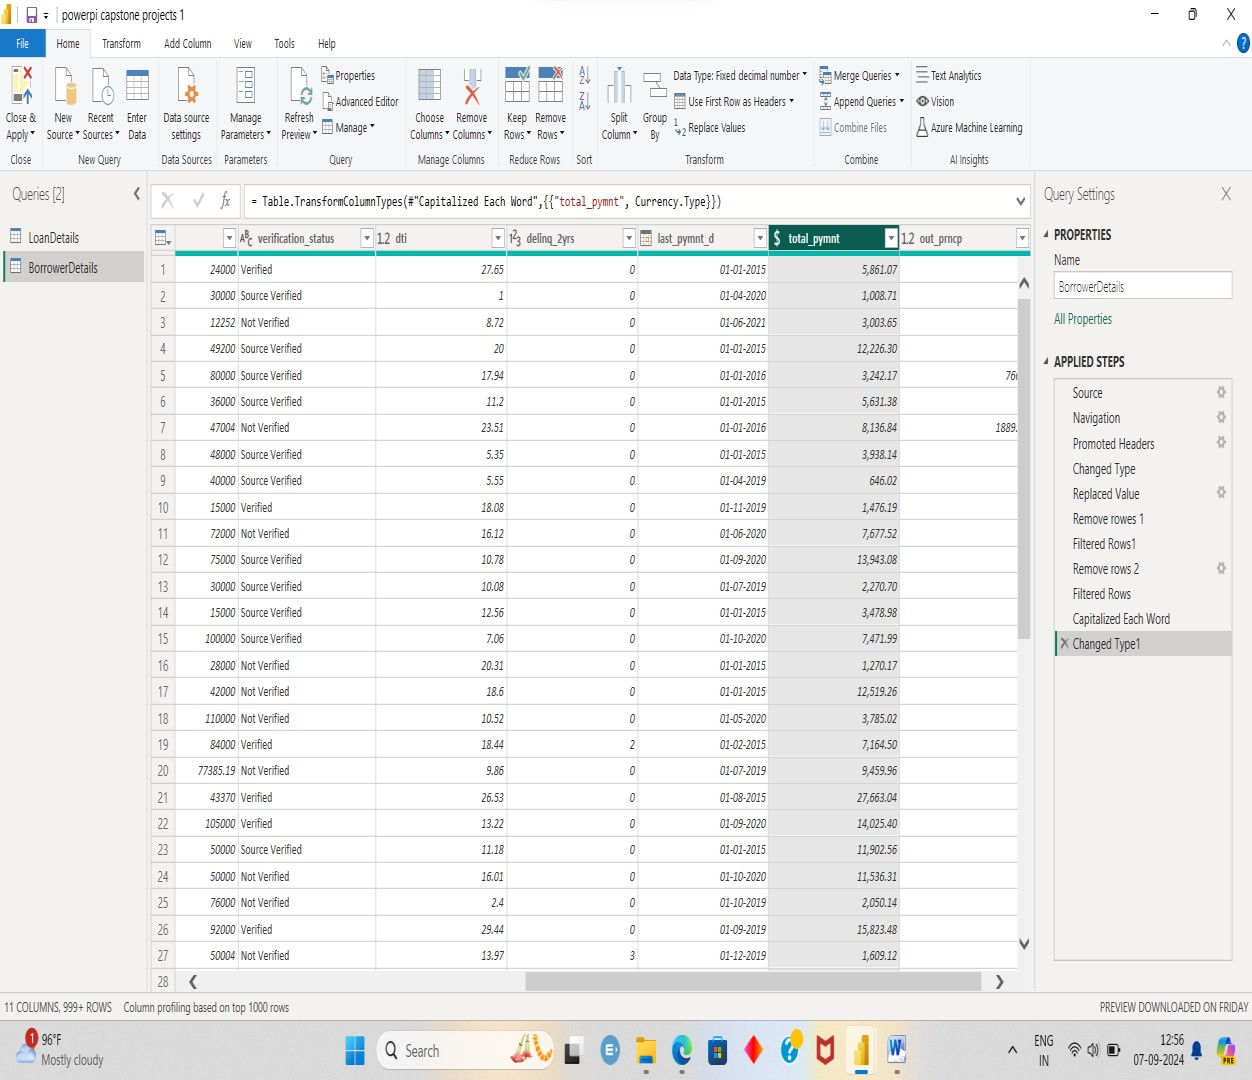 powerpi capstone projects 1
File Home Transform Add Column View Tools Help
Close & Apply
New Source
Recent Sources
Enter Data
Data source settings
Manage Parameters
Refresh Preview
Properties
Advanced Editor
Manage
Choose Columns
Remove Columns
Keep Rows
Remove Rows
Split Column
Group By
Data Type: Fixed decimal number
Use First Row as Headers
1 2 Replace Values
Merge Queries
Append Queries
Combine Files
Text Analytics
Vision
Azure Machine Learning
Close New Query Data Sources Parameters Query Manage Columns Reduce Rows Sort Transform Combine AI Insights
Queries [2]
LoanDetails
BorrowerDetails
fx = Table.TransformColumnTypes(#"Capitalized Each Word",{{"total_pymnt", Currency.Type}})
ABC verification_status 1.2 dti 123 delinq_2yrs last_pymnt_d $ total_pymnt 1.2 out_prncp
1 24000 Verified 27.65 0 01-01-2015 5,861.07
2 30000 Source Verified 1 0 01-04-2020 1,008.71
3 12252 Not Verified 8.72 0 01-06-2021 3,003.65
4 49200 Source Verified 20 0 01-01-2015 12,226.30
5 80000 Source Verified 17.94 0 01-01-2016 3,242.17
6 36000 Source Verified 11.2 0 01-01-2015 5,631.38
7 47004 Not Verified 23.51 0 01-01-2016 8,136.84 1889.
8 48000 Source Verified 5.35 0 01-01-2015 3,938.14
9 40000 Source Verified 5.55 0 01-04-2019 646.02
10 15000 Verified 18.08 0 01-11-2019 1,476.19
11 72000 Not Verified 16.12 0 01-06-2020 7,677.52
12 75000 Source Verified 10.78 0 01-09-2020 13,943.08
13 30000 Source Verified 10.08 0 01-07-2019 2,270.70
14 15000 Source Verified 12.56 0 01-01-2015 3,478.98
15 100000 Source Verified 7.06 0 01-10-2020 7,471.99
16 28000 Not Verified 20.31 0 01-01-2015 1,270.17
17 42000 Not Verified 18.6 0 01-01-2015 12,519.26
18 110000 Not Verified 10.52 0 01-05-2020 3,785.02
19 84000 Verified 18.44 2 01-02-2015 7,164.50
20 77385.19 Not Verified 9.86 0 01-07-2019 9,459.96
21 43370 Verified 26.53 0 01-08-2015 27,663.04
22 105000 Verified 13.22 0 01-09-2020 14,025.40
23 50000 Source Verified 11.18 0 01-01-2015 11,902.56
24 50000 Not Verified 16.01 0 01-10-2020 11,536.31
25 76000 Not Verified 2.4 0 01-10-2019 2,050.14
26 92000 Verified 29.44 0 01-09-2019 15,823.48
27 50004 Not Verified 13.97 3 01-12-2019 1,609.12
28
Query Settings
PROPERTIES
Name
BorrowerDetails
All Properties
APPLIED STEPS
Source
Navigation
Promoted Headers
Changed Type
Replaced Value
Remove rowes 1
Filtered Rows1
Remove rows 2
Filtered Rows
Capitalized Each Word
Changed Type1
11 COLUMNS, 999+ ROWS Column profiling based on top 1000 rows PREVIEW DOWNLOADED ON FRIDAY
1 96°F
Mostly cloudy
Search
ENG
IN
12:56
07-09-2024
PRE